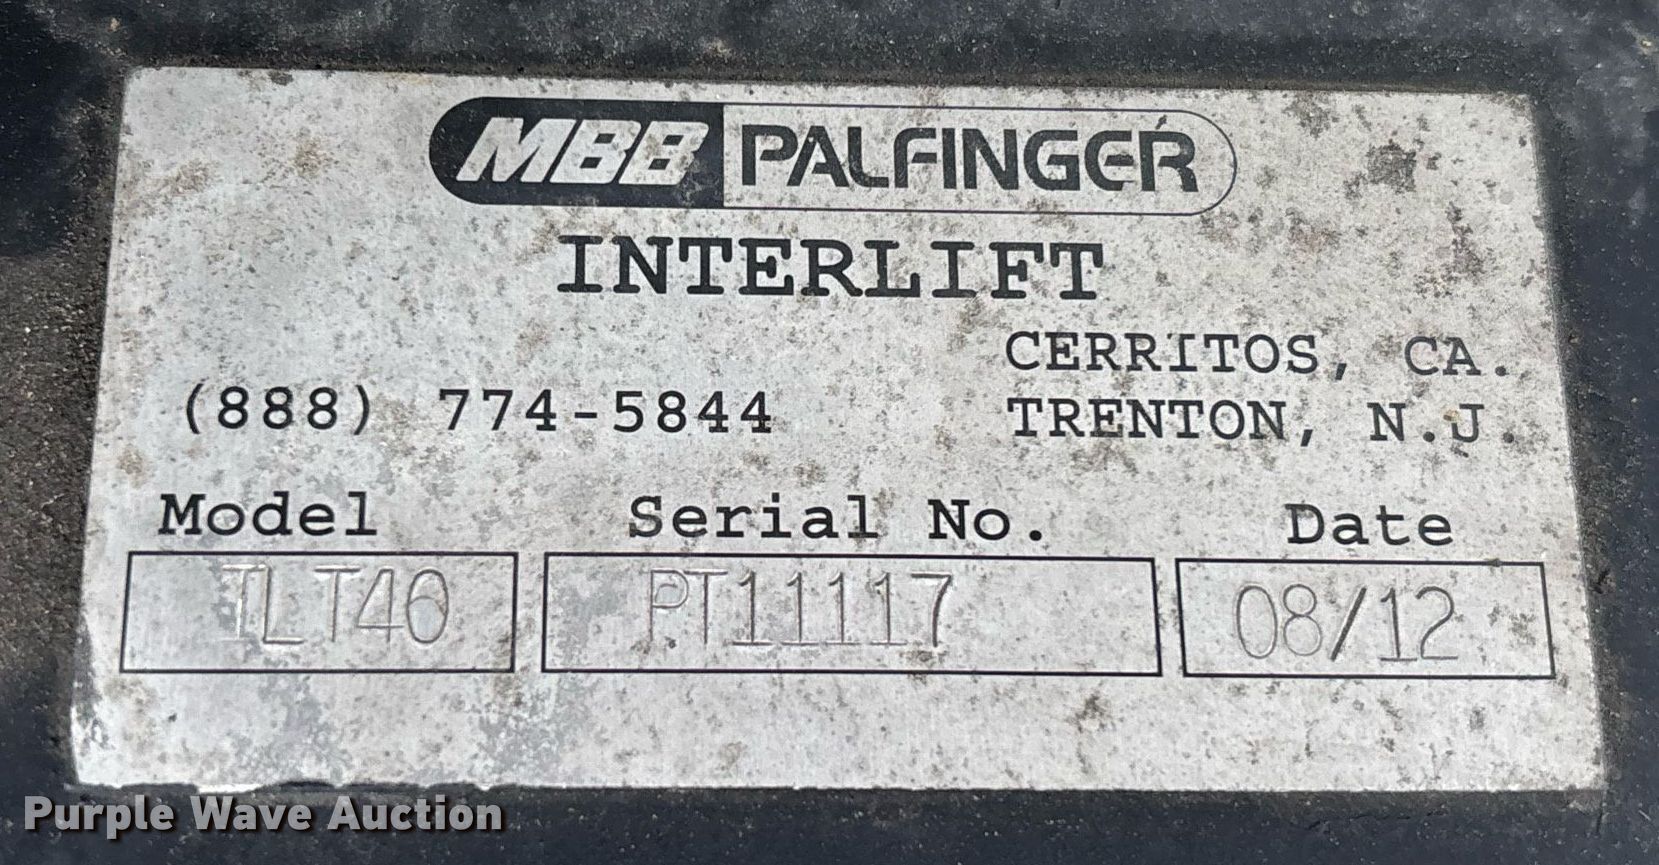 MBB PALFINGER
INTERLIFT
CERRITOS, CA.
(888) 774-5844
TRENTON, N.J.
Model Serial No. Date
ILT40 PT11117 08/12
Purple Wave Auction